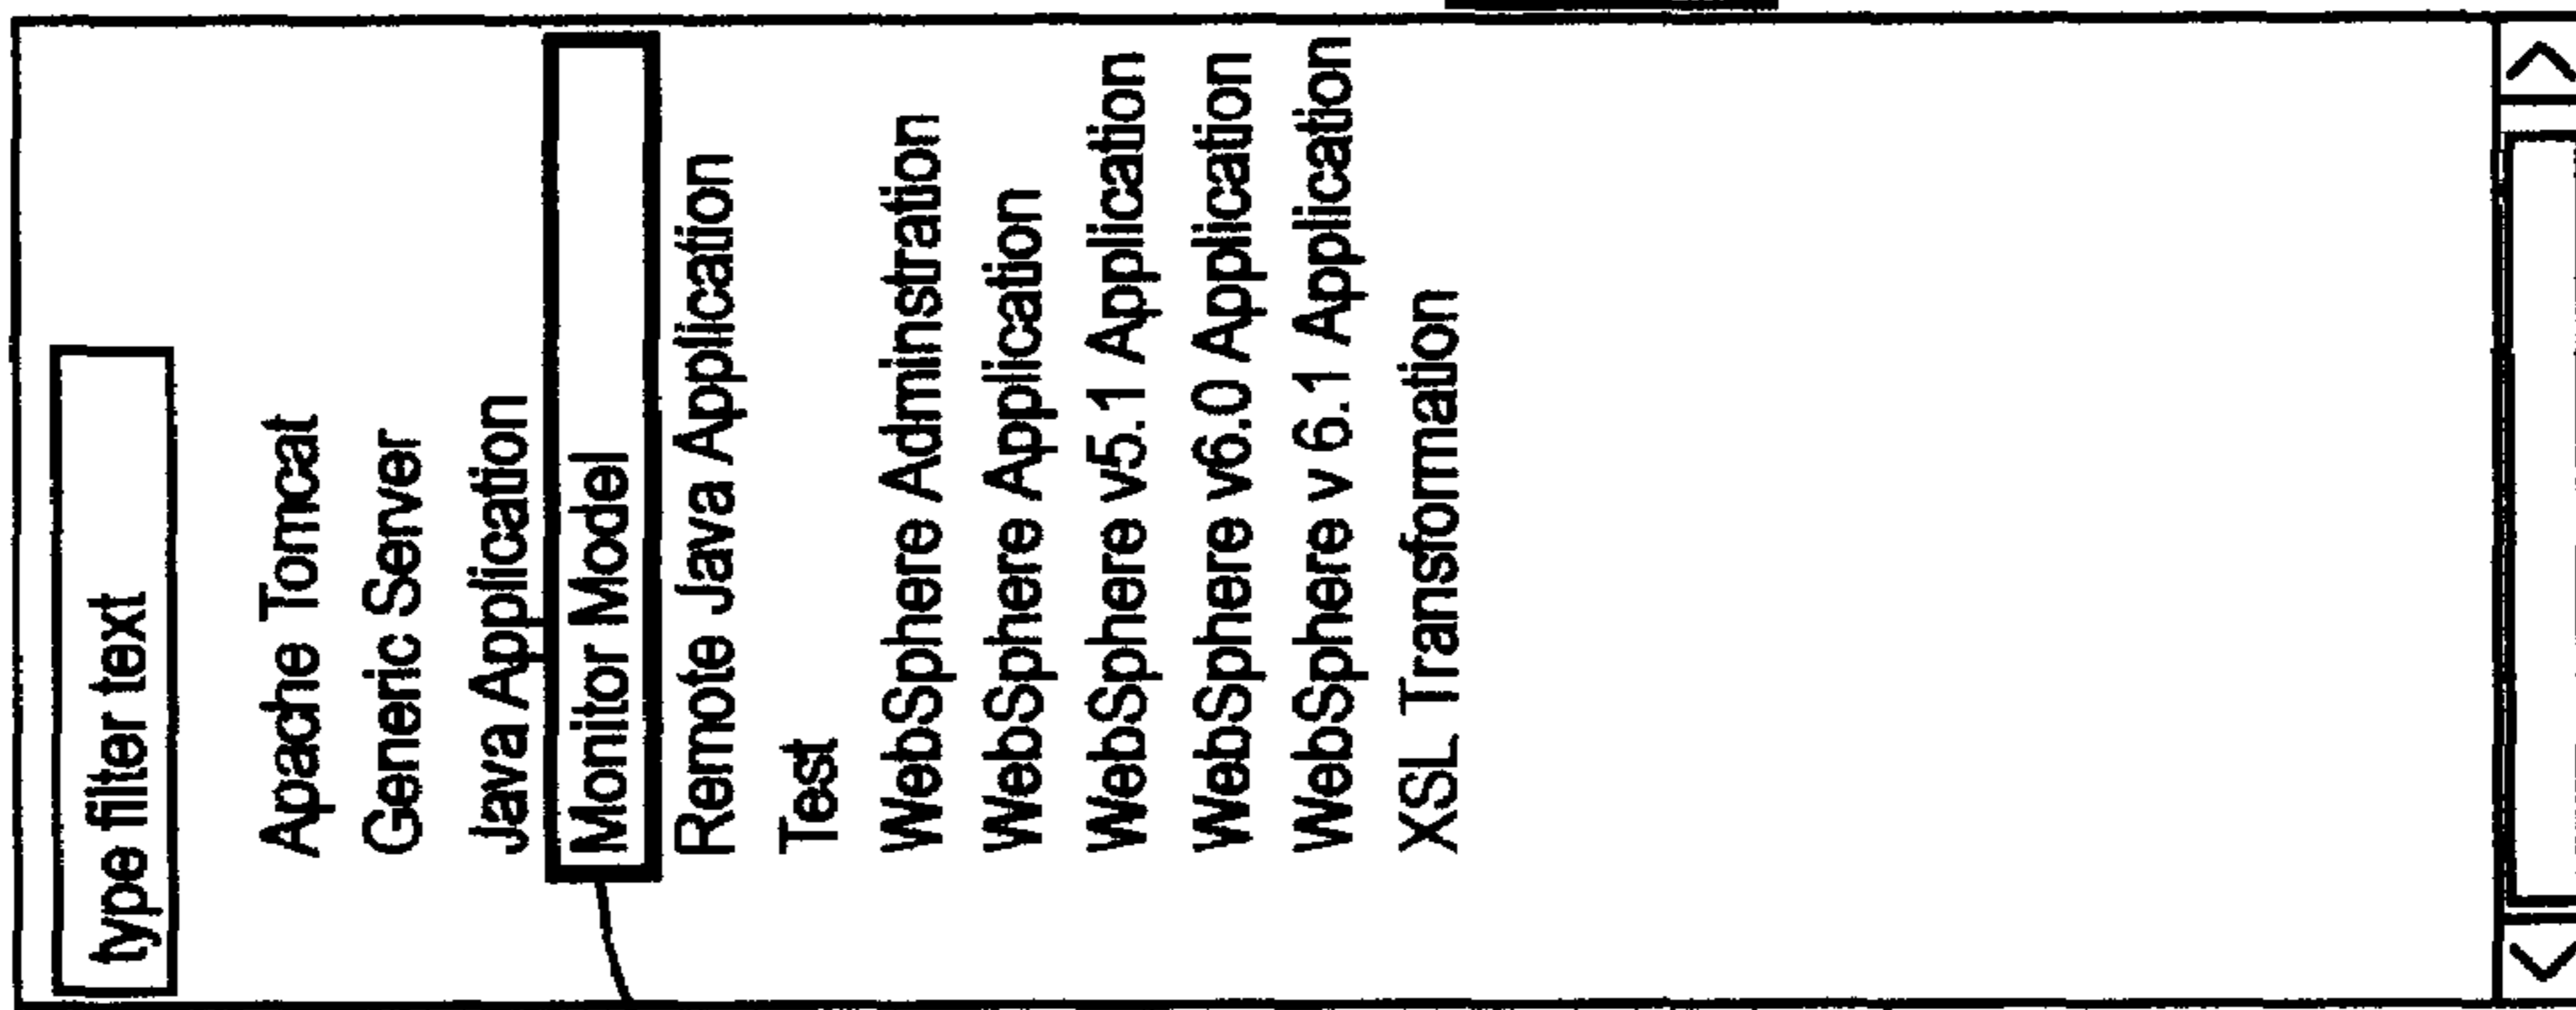 type filter text
Apache Tomcat
Generic Server
Java Application
Monitor Model
Remote Java Application
Test
WebSphere Adminstration
WebSphere Application
WebSphere v5.1 Application
WebSphere v6.0 Application
WebSphere v 6.1 Application
XSL Transformation